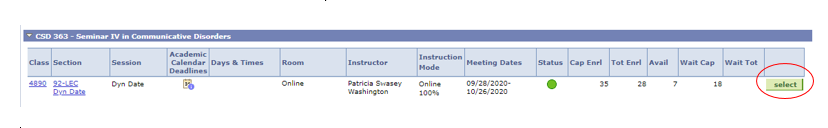 CSD 363 - Seminar IV in Communicative Disorders
Class Section Session Academic Calendar Deadlines Days & Times Room Instructor Instruction Mode Meeting Dates Status Cap Enrl Tot Enrl Avail Wait Cap Wait Tot
4890 92-LEC Dyn Date Dyn Date Online Patricia Swasey Washington Online 100% 09/28/2020- 10/26/2020 35 28 7 18 select